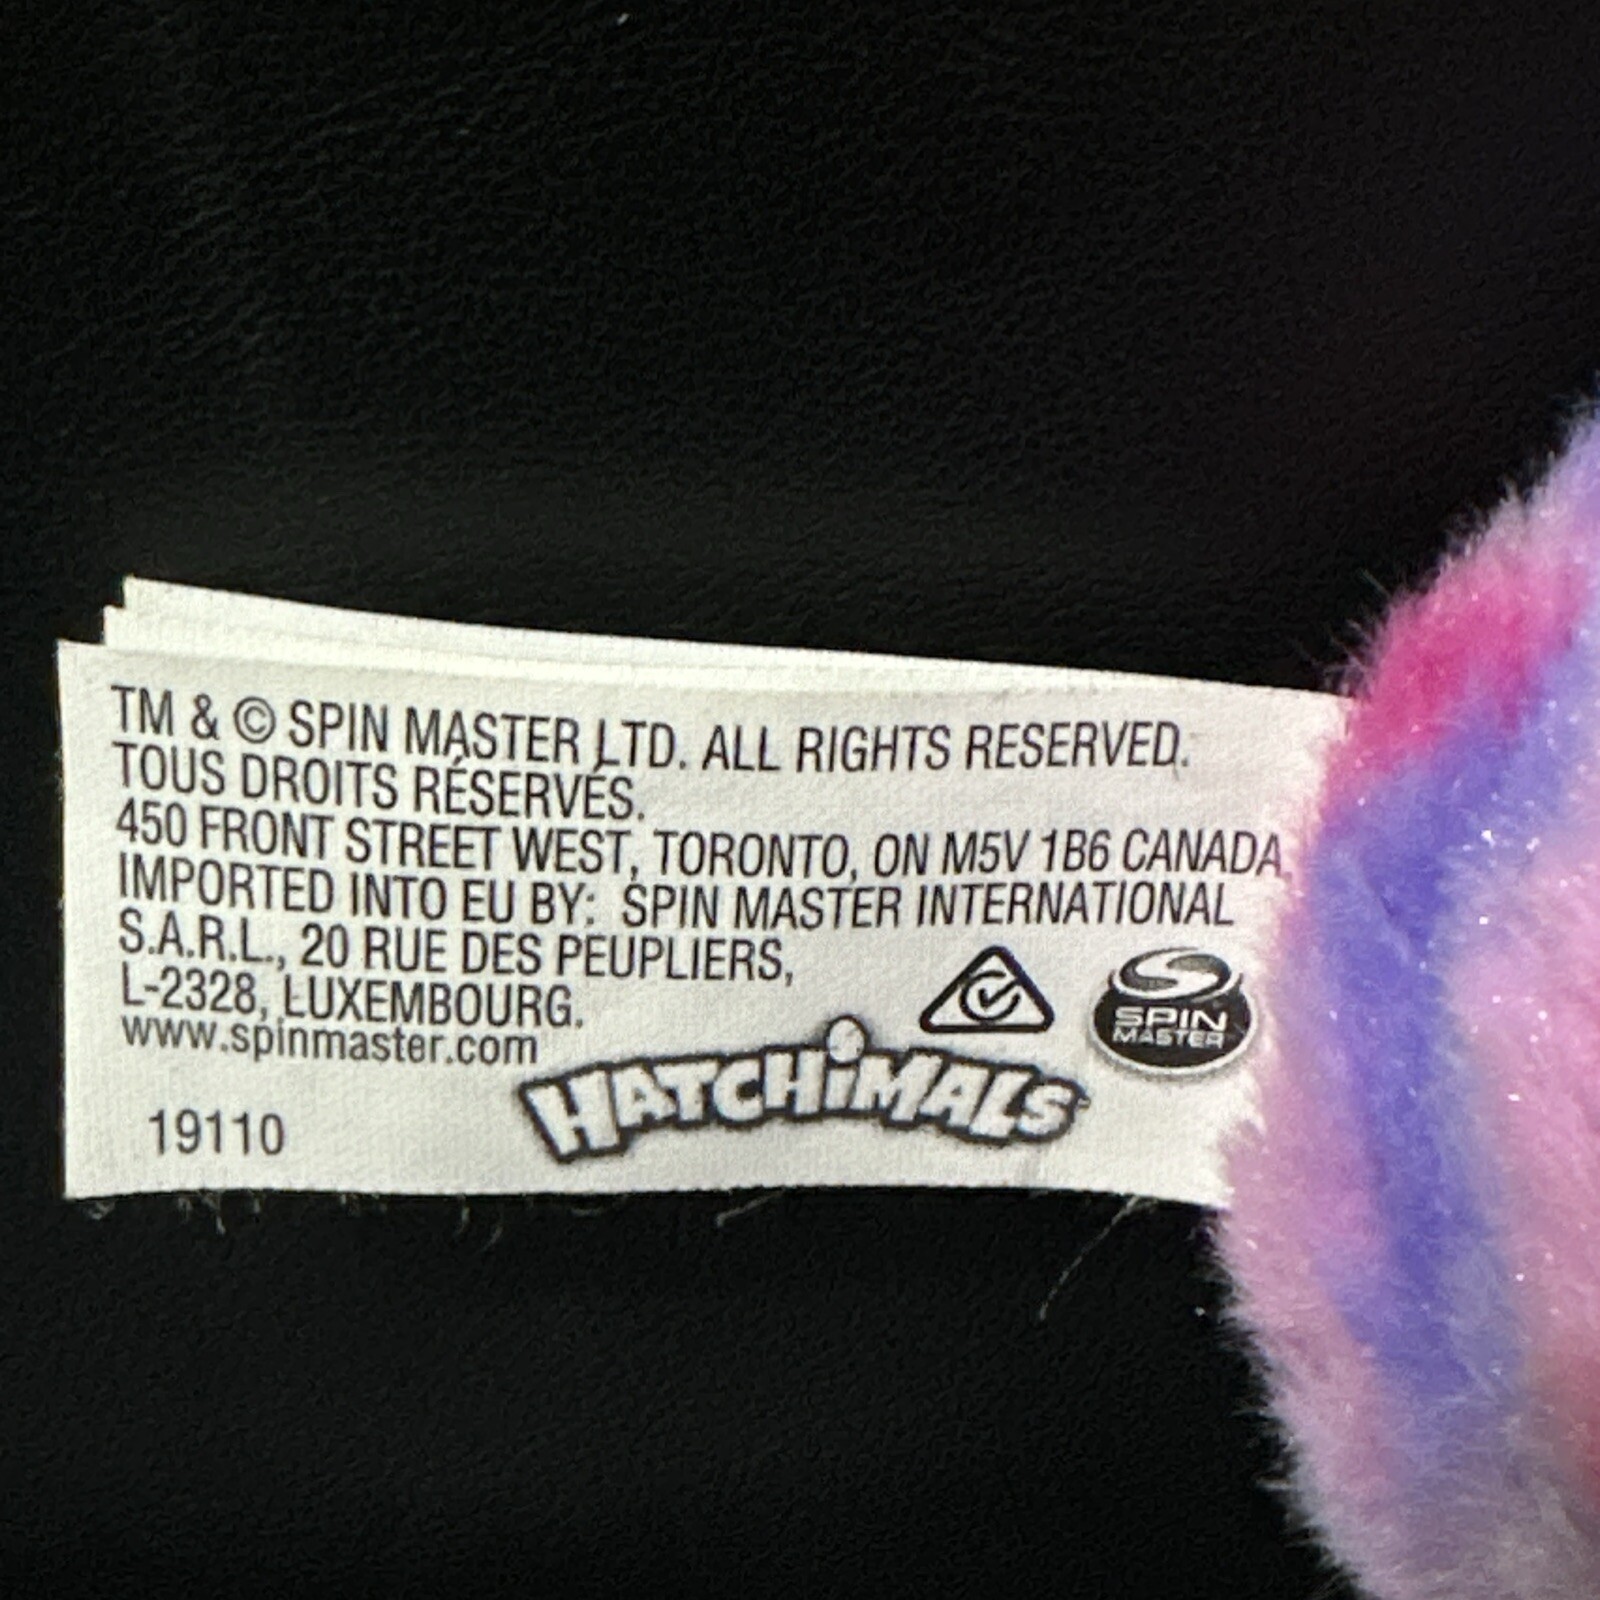 TM & © SPIN MASTER LTD. ALL RIGHTS RESERVED.
TOUS DROITS RÉSERVÉS.
450 FRONT STREET WEST, TORONTO, ON M5V 1B6 CANADA.
IMPORTED INTO EU BY: SPIN MASTER INTERNATIONAL
S.A.R.L., 20 RUE DES PEUPLIERS,
L-2328, LUXEMBOURG.
www.spinmaster.com
SPIN
MASTER
HATCHiMALS
19110